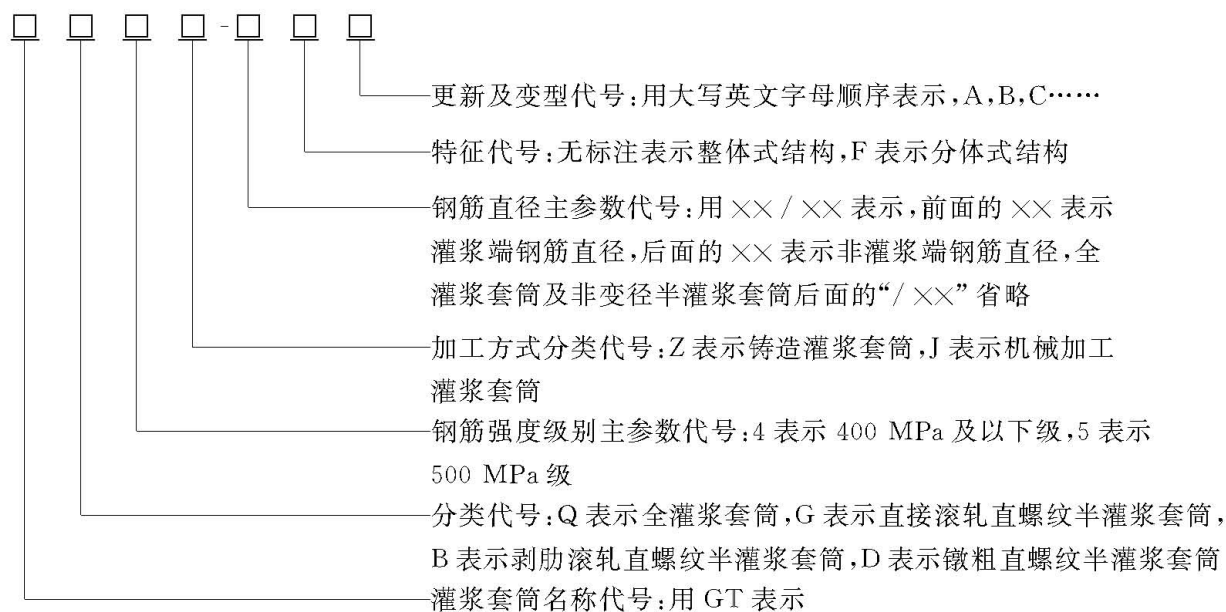 □ □ □ □ - □ □ □
更新及变型代号:用大写英文字母顺序表示,A,B,C……
特征代号:无标注表示整体式结构,F 表示分体式结构
钢筋直径主参数代号:用 ×× / ×× 表示,前面的 ×× 表示
灌浆端钢筋直径,后面的 ×× 表示非灌浆端钢筋直径,全
灌浆套筒及非变径半灌浆套筒后面的“/ ××”省略
加工方式分类代号:Z 表示铸造灌浆套筒,J 表示机械加工
灌浆套筒
钢筋强度级别主参数代号:4 表示 400 MPa 及以下级,5 表示
500 MPa 级
分类代号:Q 表示全灌浆套筒,G 表示直接滚轧直螺纹半灌浆套筒,
B 表示剥肋滚轧直螺纹半灌浆套筒,D 表示镦粗直螺纹半灌浆套筒
灌浆套筒名称代号:用 GT 表示